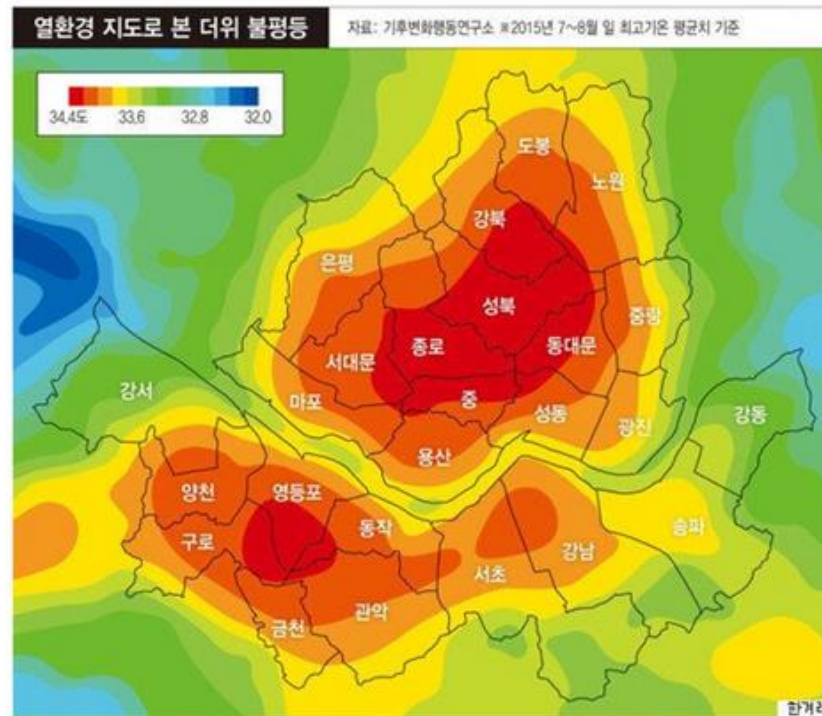 열환경 지도로 본 더위 불평등
자료: 기후변화행동연구소 ※2015년 7~8월 일 최고기온 평균치 기준
34.4도 33.6 32.8 32.0
도봉
노원
강북
은평
성북
중랑
종로
동대문
서대문
강서
마포
중
성동
강동
광진
용산
양천
영등포
동작
송파
구로
강남
서초
관악
금천
한겨레